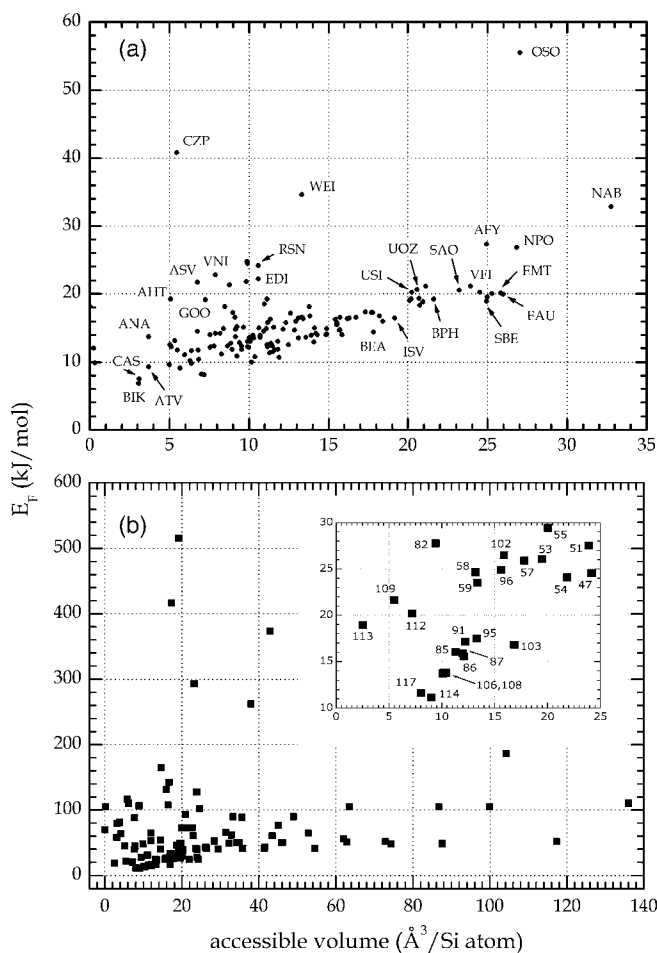 (a)
60
50
40
30
20
10
0
OSO
CZP
WEI
NAB
AFY
NPO
RSN
VNI
ASV
EDI
UOZ
SAO
VFI
EMT
USI
AHT
GOO
FAU
ANA
BPH
SBE
BEA
ISV
CAS
BIK
ATV
0 5 10 15 20 25 30 35
E_F (kJ/mol)
(b)
600
500
400
300
200
100
0
30
25
20
15
10
55
82
102
53
51
58
96
57
59
54
47
109
112
113
91
95
103
85
87
86
117
106,108
114
0 5 10 15 20 25
0 20 40 60 80 100 120 140
accessible volume (Å³/Si atom)